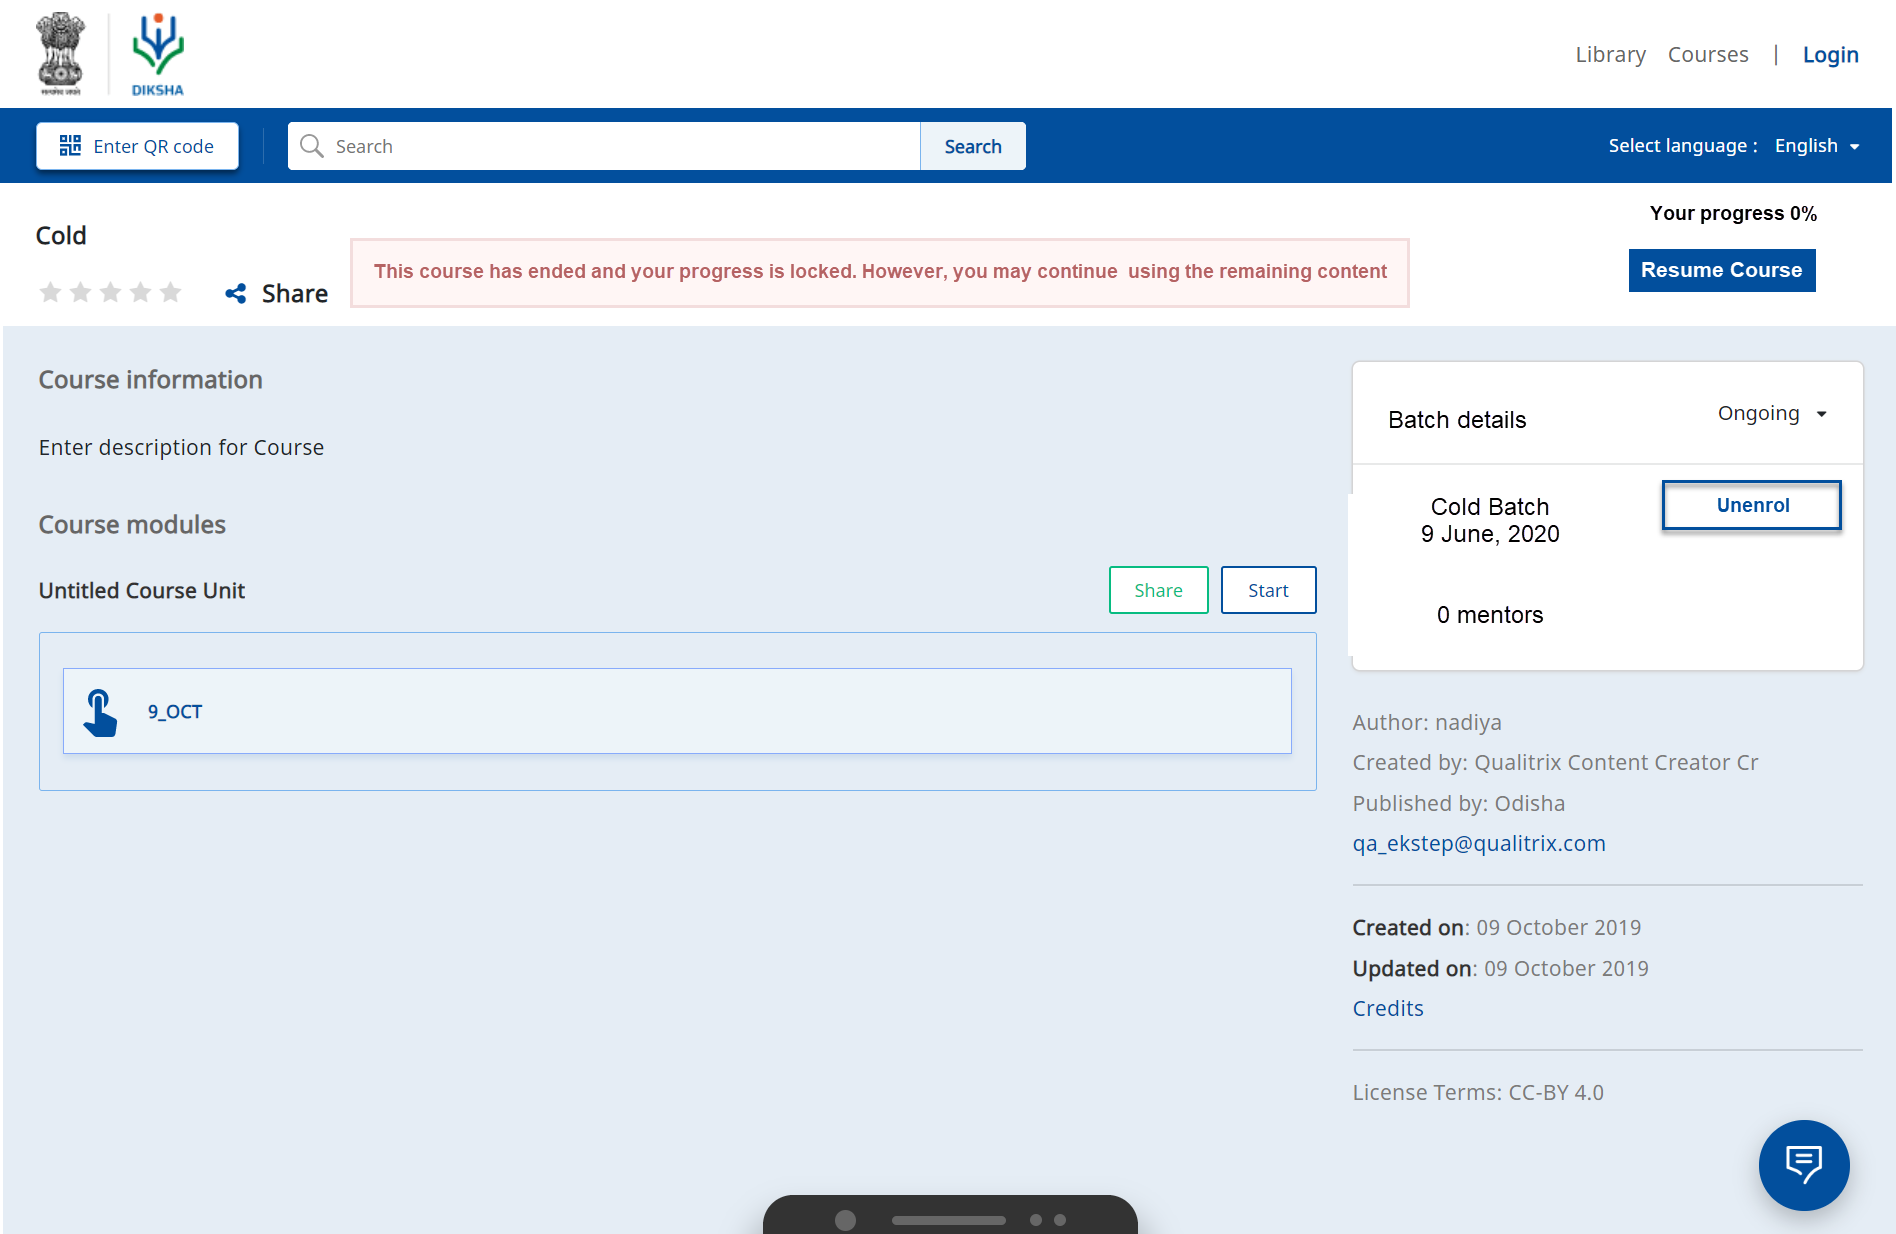 DIKSHA
Library Courses | Login
Enter QR code
Search
Search
Select language : English
Your progress 0%
Cold
This course has ended and your progress is locked. However, you may continue  using the remaining content
Resume Course
Share
Course information
Enter description for Course
Course modules
Untitled Course Unit
Share
Start
9_OCT
Batch details
Ongoing
Cold Batch
9 June, 2020
Unenrol
0 mentors
Author: nadiya
Created by: Qualitrix Content Creator Cr
Published by: Odisha
qa_ekstep@qualitrix.com
Created on: 09 October 2019
Updated on: 09 October 2019
Credits
License Terms: CC-BY 4.0